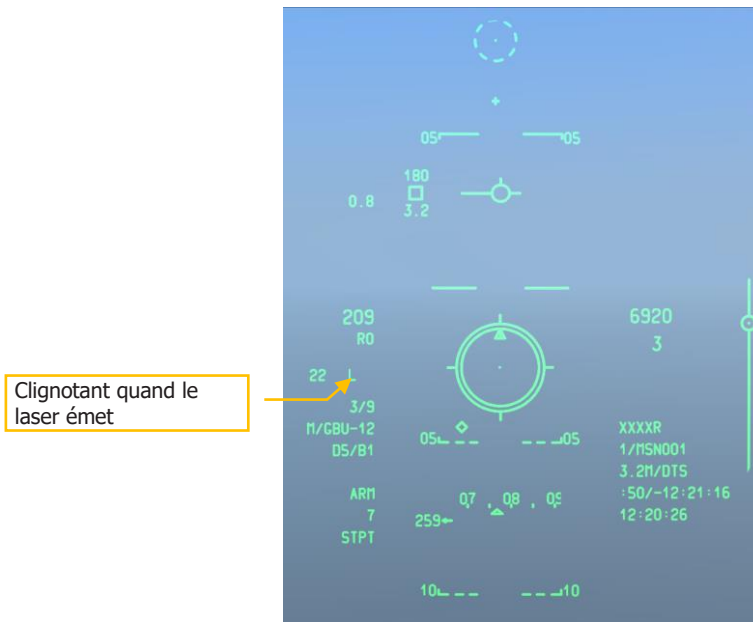 05 05
180
0.8
3.2
209
R0
6920
3
22 L
Clignotant quand le
laser émet
3/9
M/GBU-12
D5/B1
05 05
XXXXR
1/MSN001
3.2M/DTS
:50/-12:21:16
12:20:26
ARM
7
STPT
07 08 09
259
10 10